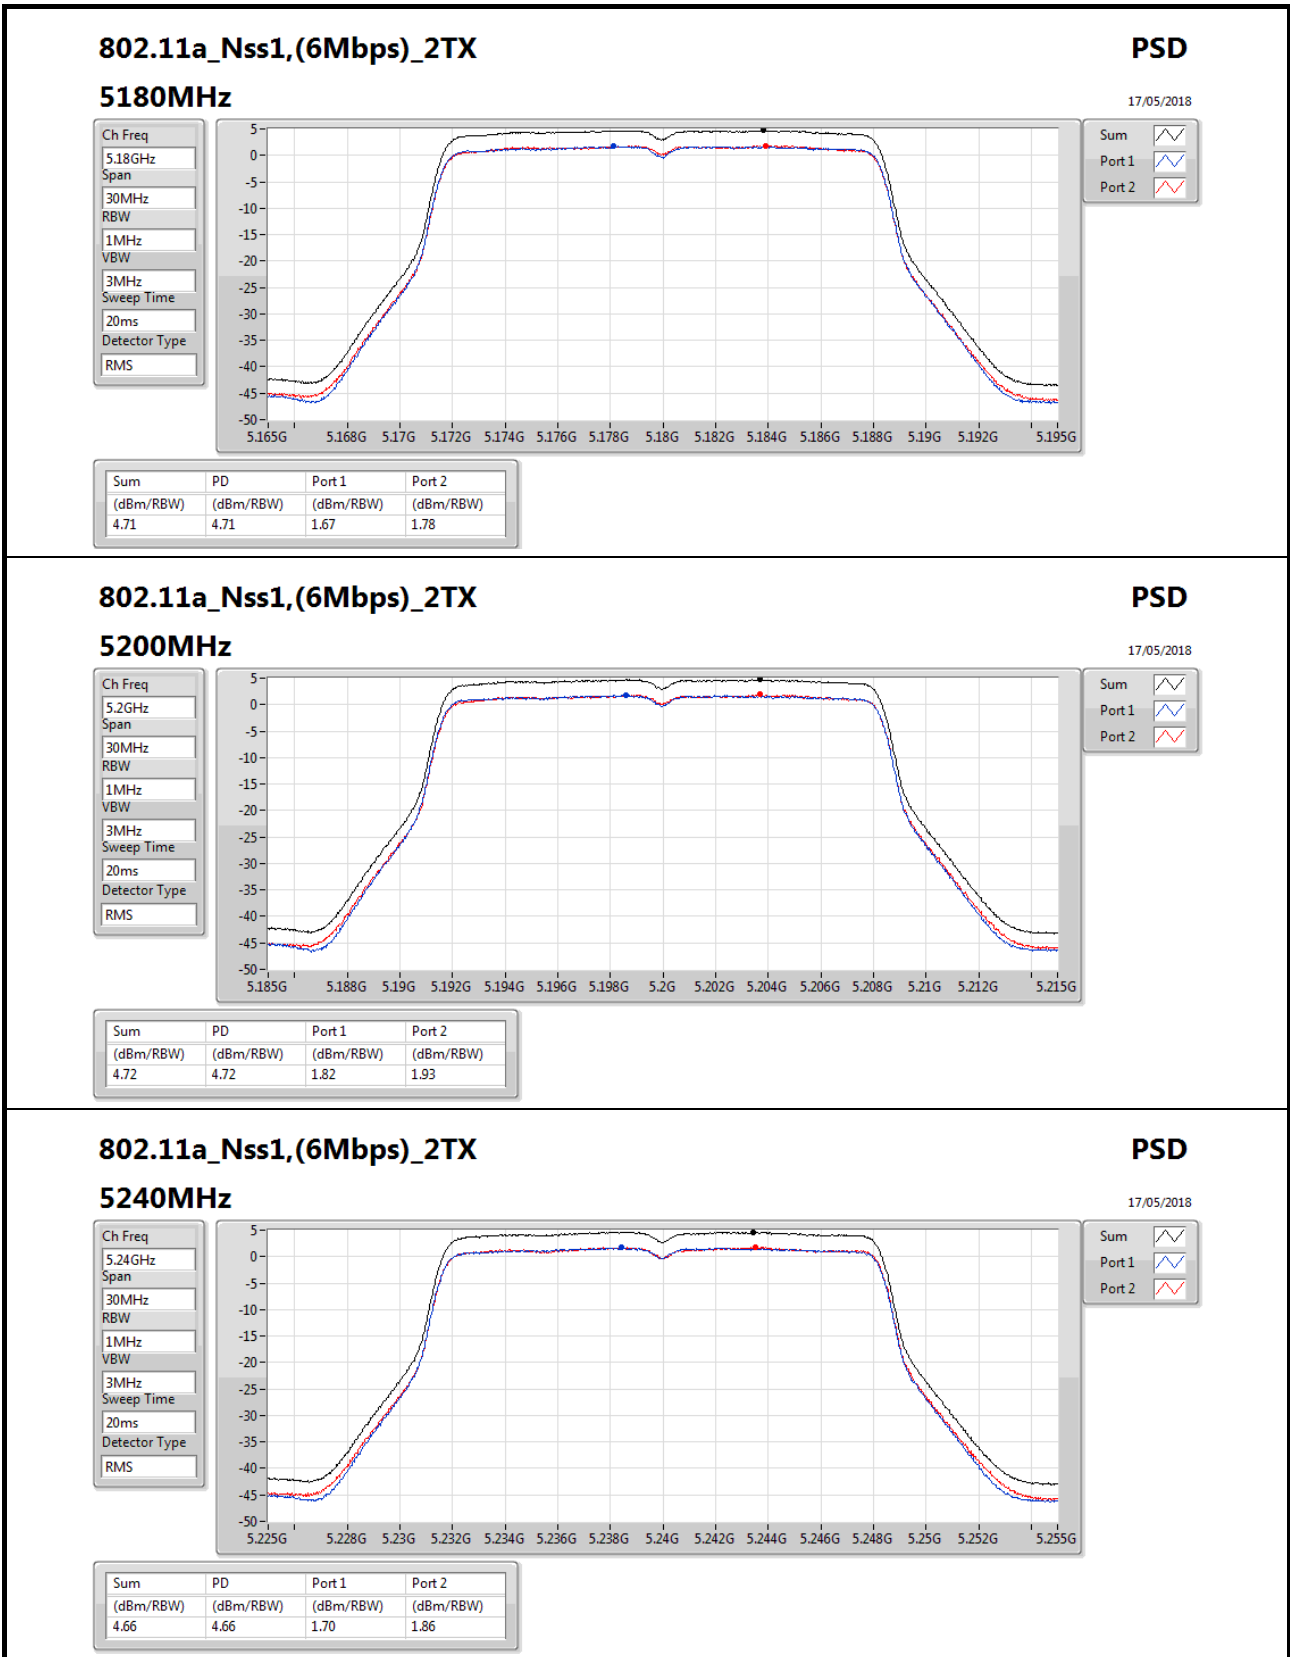 802.11a_Nss1,(6Mbps)_2TX PSD
5180MHz 17/05/2018
Ch Freq
5.18GHz
Span
30MHz
RBW
1MHz
VBW
3MHz
Sweep Time
20ms
Detector Type
RMS
5
0
-5
-10
-15
-20
-25
-30
-35
-40
-45
-50
5.165G 5.168G 5.17G 5.172G 5.174G 5.176G 5.178G 5.18G 5.182G 5.184G 5.186G 5.188G 5.19G 5.192G 5.195G
Sum
Port 1
Port 2
Sum PD Port 1 Port 2
(dBm/RBW) (dBm/RBW) (dBm/RBW) (dBm/RBW)
4.71 4.71 1.67 1.78
802.11a_Nss1,(6Mbps)_2TX PSD
5200MHz 17/05/2018
Ch Freq
5.2GHz
Span
30MHz
RBW
1MHz
VBW
3MHz
Sweep Time
20ms
Detector Type
RMS
5
0
-5
-10
-15
-20
-25
-30
-35
-40
-45
-50
5.185G 5.188G 5.19G 5.192G 5.194G 5.196G 5.198G 5.2G 5.202G 5.204G 5.206G 5.208G 5.21G 5.212G 5.215G
Sum
Port 1
Port 2
Sum PD Port 1 Port 2
(dBm/RBW) (dBm/RBW) (dBm/RBW) (dBm/RBW)
4.72 4.72 1.82 1.93
802.11a_Nss1,(6Mbps)_2TX PSD
5240MHz 17/05/2018
Ch Freq
5.24GHz
Span
30MHz
RBW
1MHz
VBW
3MHz
Sweep Time
20ms
Detector Type
RMS
5
0
-5
-10
-15
-20
-25
-30
-35
-40
-45
-50
5.225G 5.228G 5.23G 5.232G 5.234G 5.236G 5.238G 5.24G 5.242G 5.244G 5.246G 5.248G 5.25G 5.252G 5.255G
Sum
Port 1
Port 2
Sum PD Port 1 Port 2
(dBm/RBW) (dBm/RBW) (dBm/RBW) (dBm/RBW)
4.66 4.66 1.70 1.86